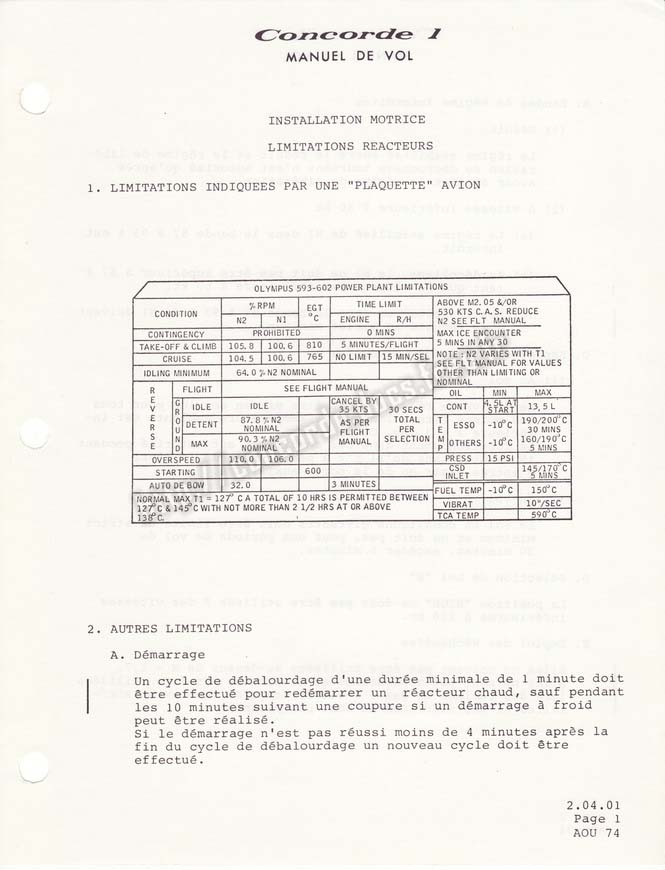 Concorde 1
MANUEL DE VOL
INSTALLATION MOTRICE
LIMITATIONS REACTEURS
1. LIMITATIONS INDIQUEES PAR UNE "PLAQUETTE" AVION
OLYMPUS 593-602 POWER PLANT LIMITATIONS
CONDITION % RPM EGT °C TIME LIMIT
N2 N1 ENGINE R/H
CONTINGENCY PROHIBITED 0 MINS
TAKE-OFF & CLIMB 105.8 100.6 810 5 MINUTES/FLIGHT
CRUISE 104.5 100.6 765 NO LIMIT 15 MIN/SEL
IDLING MINIMUM 64.0 % N2 NOMINAL
REVERSE FLIGHT SEE FLIGHT MANUAL
GROUND IDLE IDLE CANCEL BY 35 KTS 30 SECS TOTAL PER SELECTION
DETENT 87.8 % N2 NOMINAL AS PER FLIGHT MANUAL
MAX 90.3 % N2 NOMINAL
OVERSPEED 110.0 106.0
STARTING 600
AUTO DE BOW 32.0 3 MINUTES
NORMAL MAX T1 = 127°C A TOTAL OF 10 HRS IS PERMITTED BETWEEN
127°C & 145°C WITH NOT MORE THAN 2 1/2 HRS AT OR ABOVE
138°C.
ABOVE M2.05 &/OR
530 KTS C.A.S. REDUCE
N2 SEE FLT MANUAL
MAX ICE ENCOUNTER
5 MINS IN ANY 30
NOTE : N2 VARIES WITH T1
SEE FLT MANUAL FOR VALUES
OTHER THAN LIMITING OR
NOMINAL
OIL MIN MAX
CONT 4.5L AT START 13,5 L
TEMP ESSO -10°C 190/200°C 30 MINS
OTHERS -10°C 160/190°C 5 MINS
PRESS 15 PSI
CSD INLET 145/170°C 5 MINS
FUEL TEMP -10°C 150°C
VIBRAT 10"/SEC
TCA TEMP 590°C
2. AUTRES LIMITATIONS
A. Démarrage
Un cycle de débalourdage d'une durée minimale de 1 minute doit
être effectué pour redémarrer un réacteur chaud, sauf pendant
les 10 minutes suivant une coupure si un démarrage à froid
peut être réalisé.
Si le démarrage n'est pas réussi moins de 4 minutes après la
fin du cycle de débalourdage un nouveau cycle doit être
effectué.
2.04.01
Page 1
AOU 74